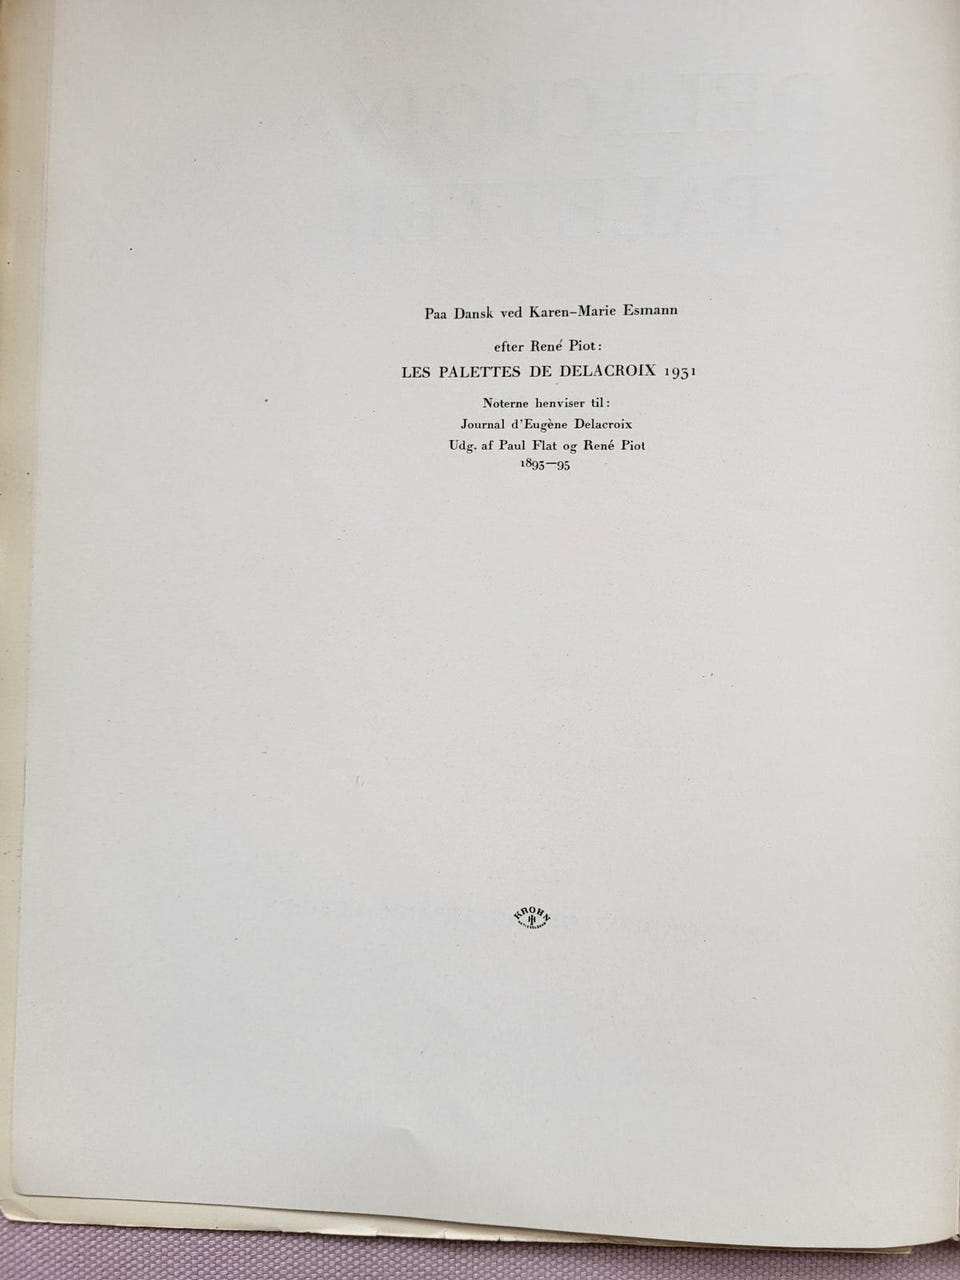 Paa Dansk ved Karen–Marie Esmann
efter René Piot:
LES PALETTES DE DELACROIX 1931
Noterne henviser til:
Journal d'Eugène Delacroix
Udg. af Paul Flat og René Piot
1893—95
KROHN